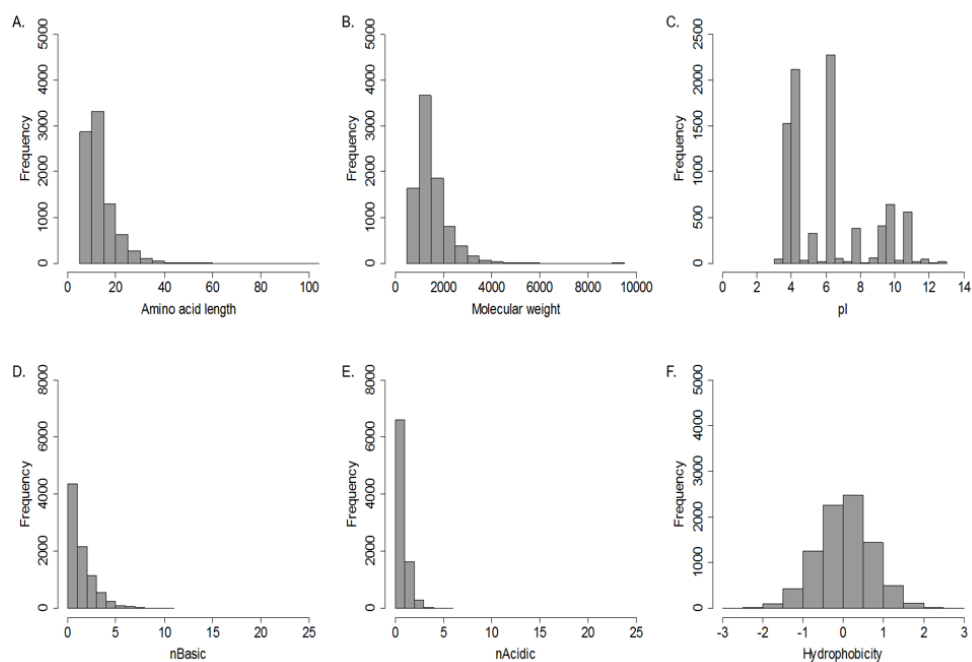 A.
Frequency
0 1000 2000 3000 4000 5000
0 20 40 60 80 100
Amino acid length
B.
Frequency
0 1000 2000 3000 4000 5000
0 2000 4000 6000 8000 10000
Molecular weight
C.
Frequency
0 500 1000 1500 2000 2500
0 2 4 6 8 10 12 14
pI
D.
Frequency
0 2000 4000 6000 8000
0 5 10 15 20 25
nBasic
E.
Frequency
0 2000 4000 6000 8000
0 5 10 15 20 25
nAcidic
F.
Frequency
0 1000 2000 3000 4000 5000
-3 -2 -1 0 1 2 3
Hydrophobicity